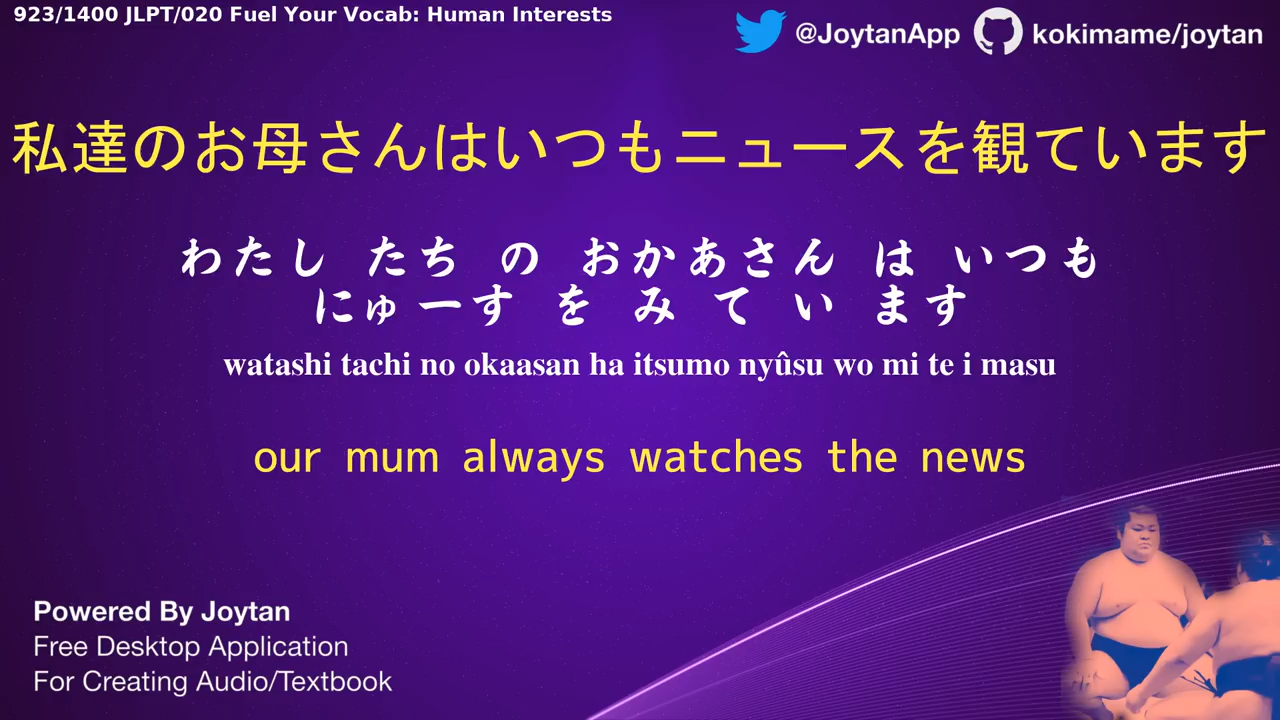 923/1400 JLPT/020 Fuel Your Vocab: Human Interests
@JoytanApp kokimame/joytan
私達のお母さんはいつもニュースを観ています
わたし たち の おかあさん は いつも
にゅーす を み て い ます
watashi tachi no okaasan ha itsumo nyûsu wo mi te i masu
our mum always watches the news
Powered By Joytan
Free Desktop Application
For Creating Audio/Textbook